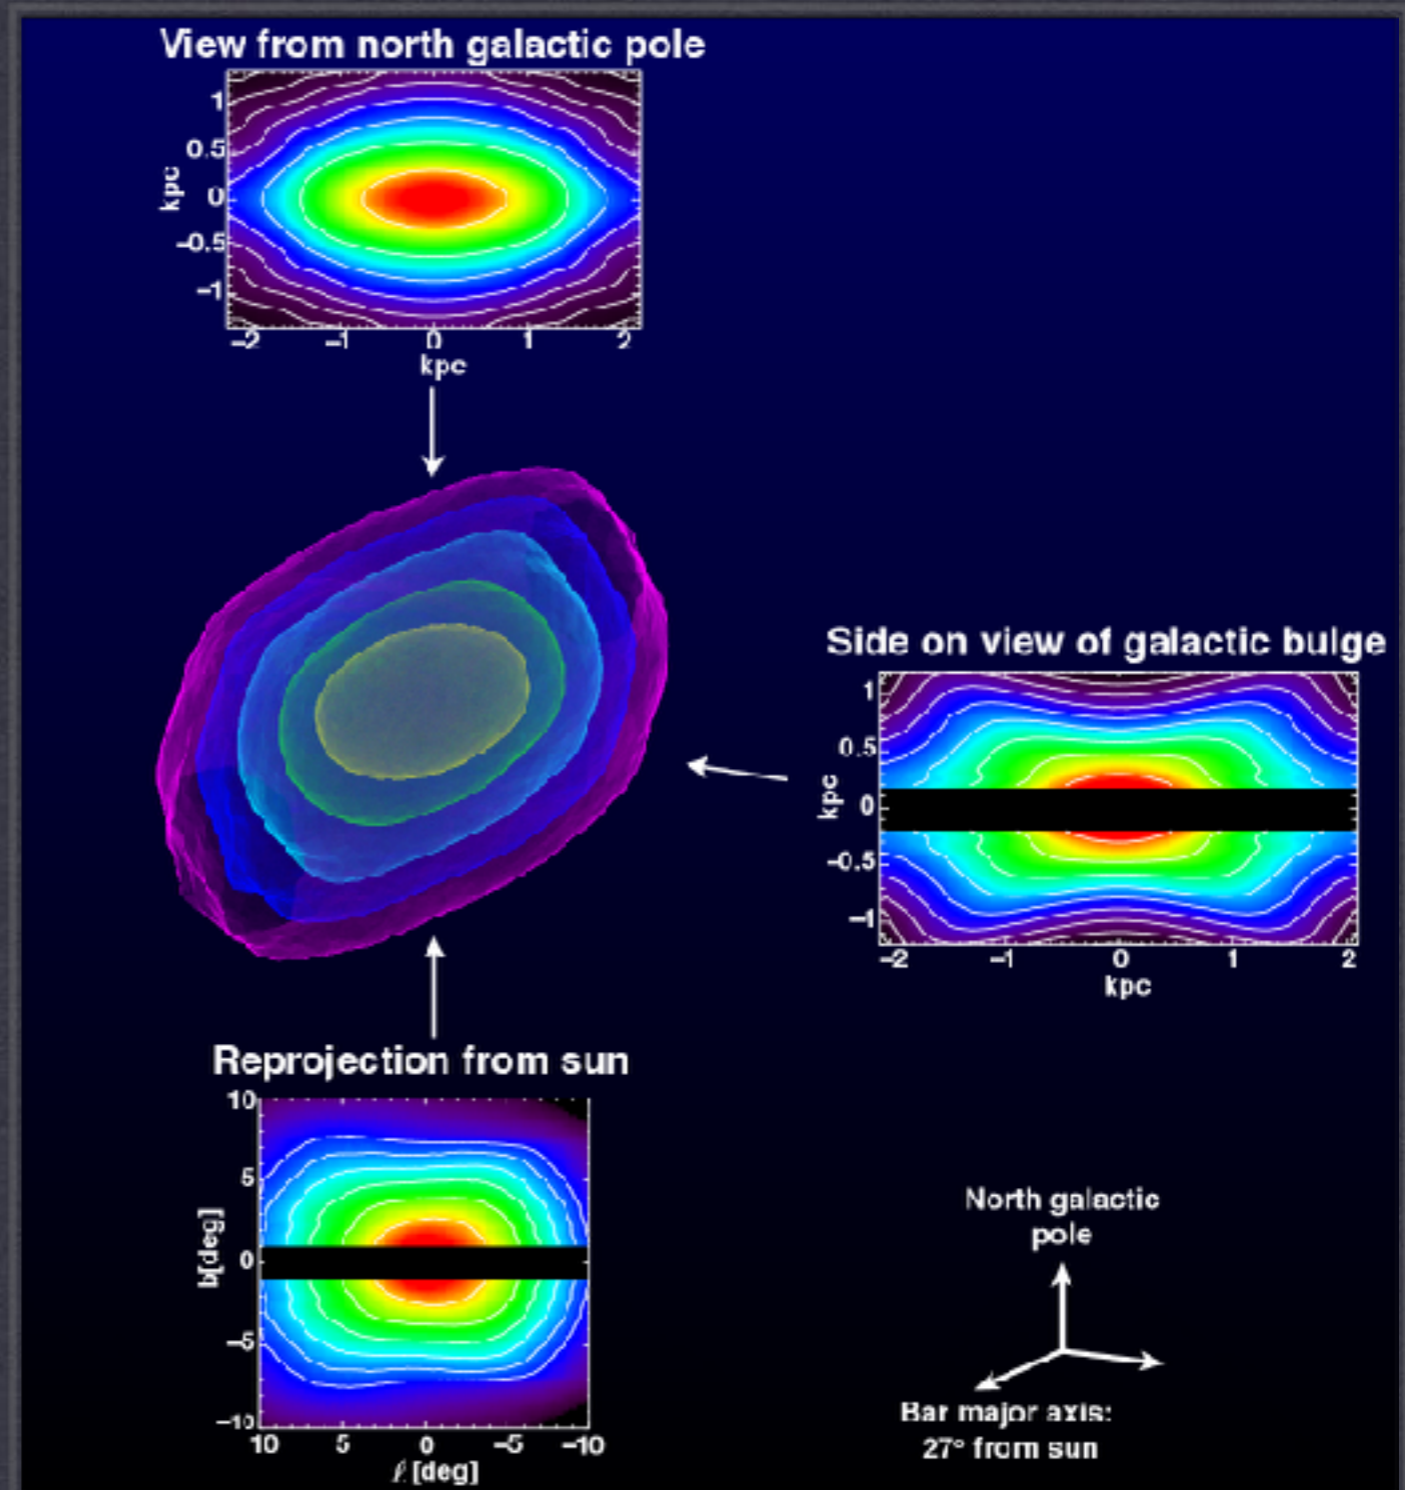 View from north galactic pole
1
0.5
0
−0.5
−1
kpc
−2 −1 0 1 2
kpc
Side on view of galactic bulge
1
0.5
0
−0.5
−1
kpc
−2 −1 0 1 2
kpc
Reprojection from sun
10
5
0
−5
−10
b[deg]
10 5 0 −5 −10
ℓ [deg]
North galactic
pole
Bar major axis:
27° from sun